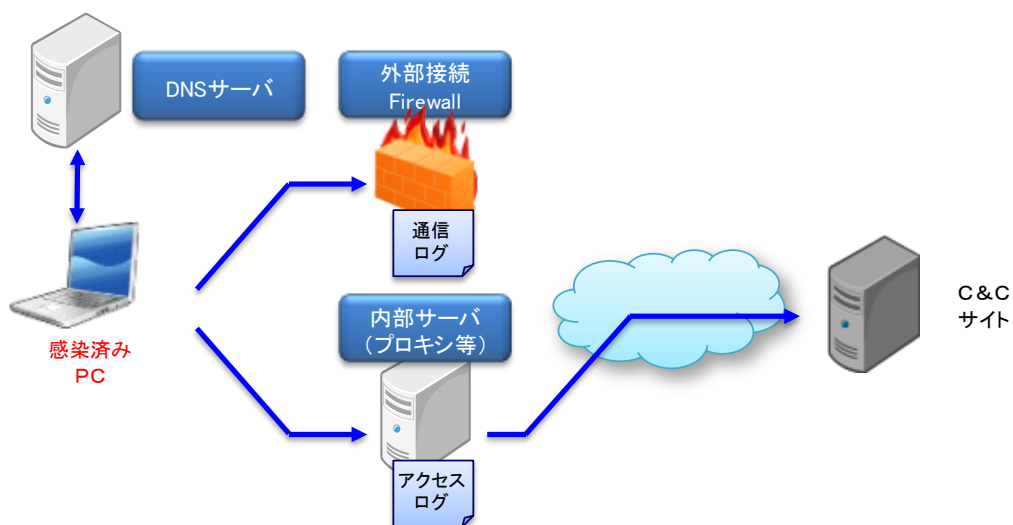 DNSサーバ
外部接続
Firewall
通信
ログ
感染済み
PC
内部サーバ
(プロキシ等)
アクセス
ログ
C&C
サイト